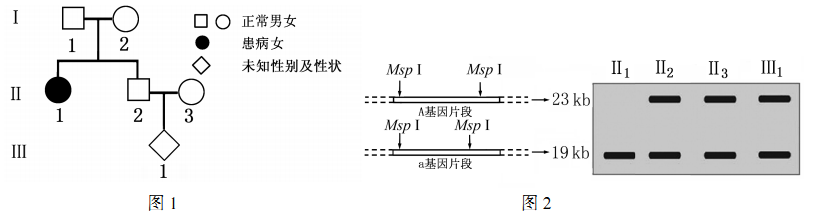 I
1 2
正常男女
患病女
未知性别及性状
II
1 2 3
III
1
图 1
Msp I Msp I
A基因片段
23 kb
Msp I Msp I
a基因片段
19 kb
II1 II2 II3 III1
图 2